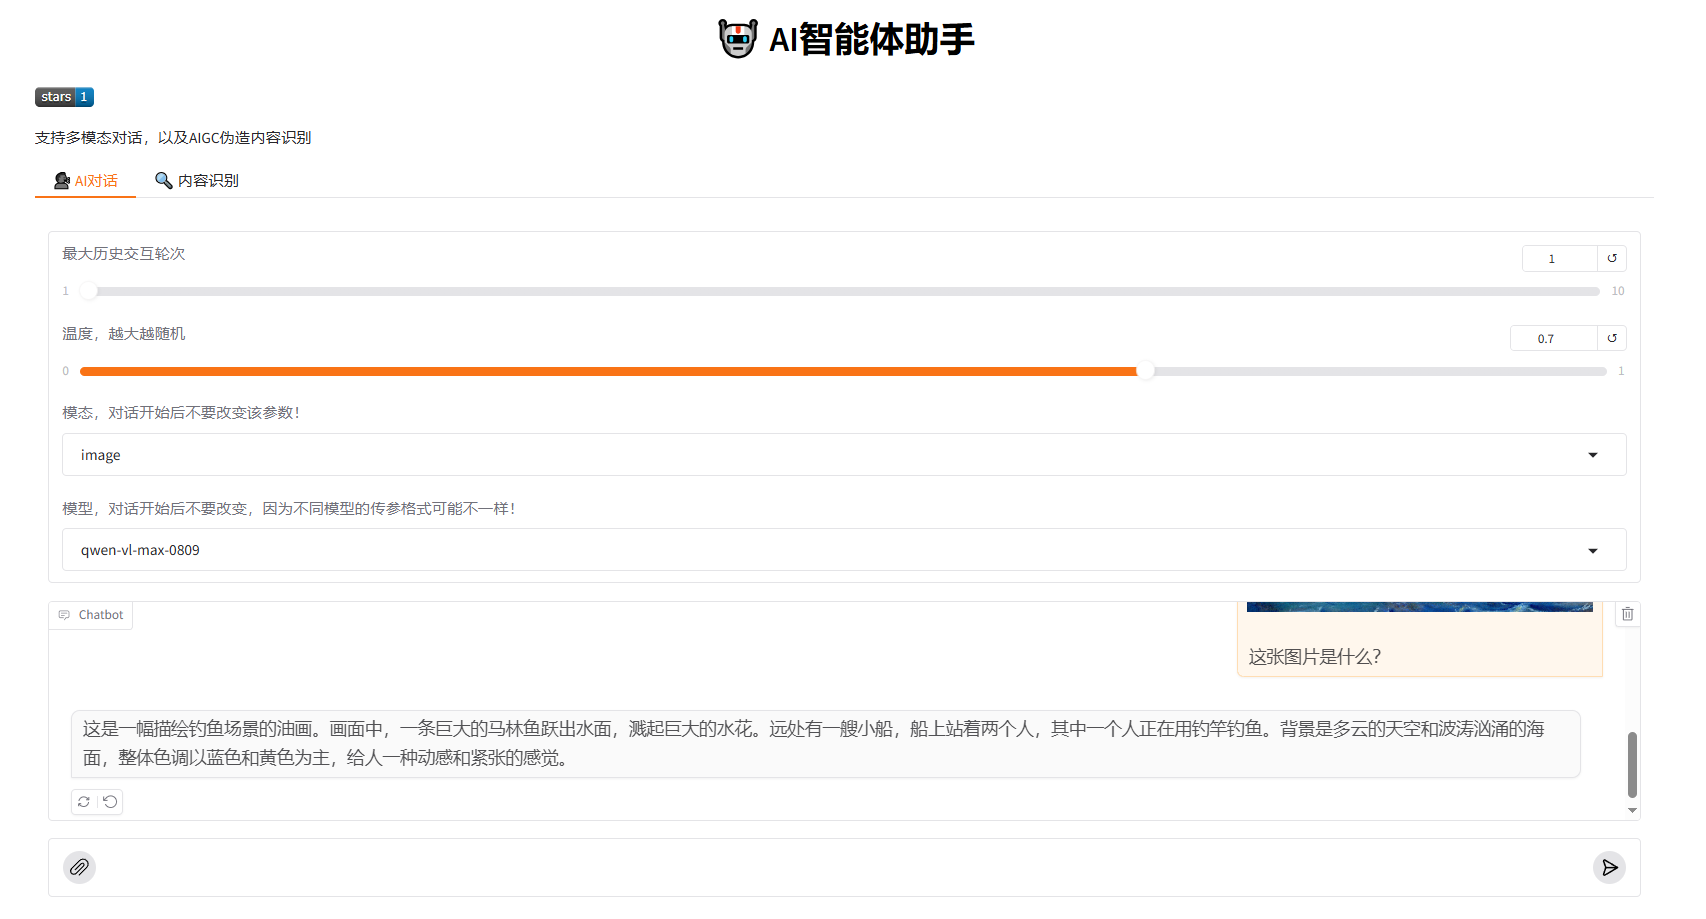 AI智能体助手
stars 1
支持多模态对话，以及AIGC伪造内容识别
AI对话 内容识别
最大历史交互轮次 1
1 10
温度，越大越随机 0.7
0 1
模态，对话开始后不要改变该参数！
image
模型，对话开始后不要改变，因为不同模型的传参格式可能不一样！
qwen-vl-max-0809
Chatbot
这张图片是什么？
这是一幅描绘钓鱼场景的油画。画面中，一条巨大的马林鱼跃出水面，溅起巨大的水花。远处有一艘小船，船上站着两个人，其中一个人正在用钓竿钓鱼。背景是多云的天空和波涛汹涌的海
面，整体色调以蓝色和黄色为主，给人一种动感和紧张的感觉。